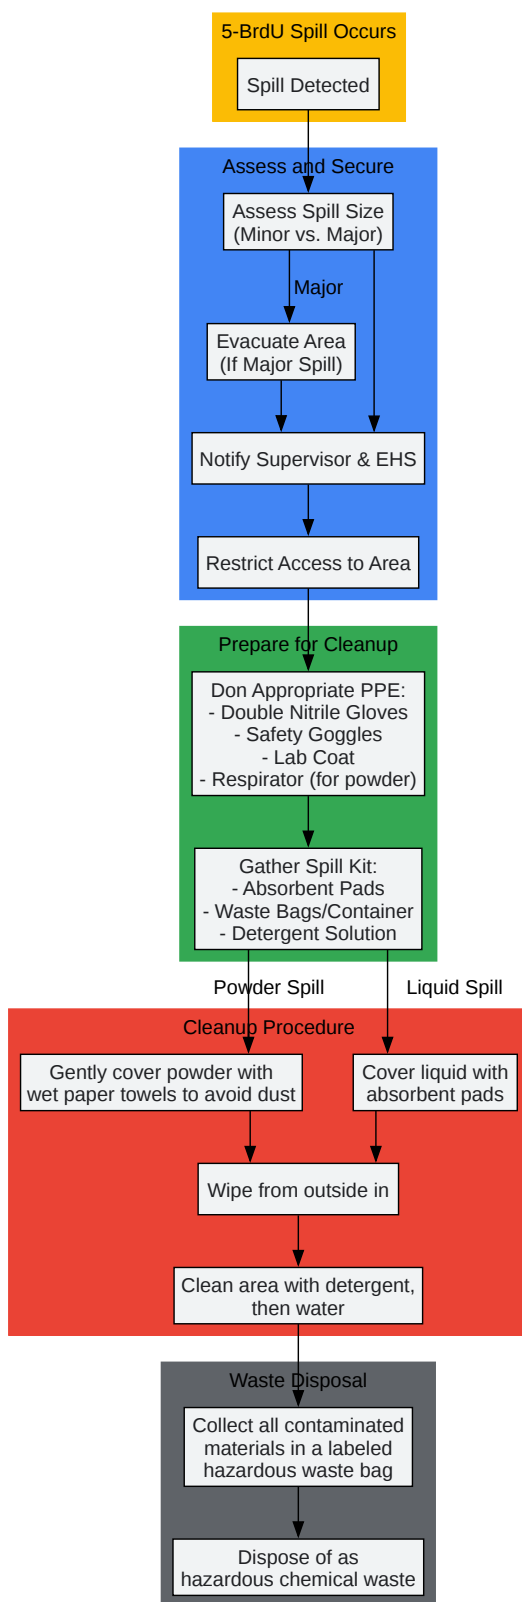 5-BrdU Spill Occurs
Spill Detected
Assess and Secure
Assess Spill Size
(Minor vs. Major)
Major
Evacuate Area
(If Major Spill)
Notify Supervisor & EHS
Restrict Access to Area
Prepare for Cleanup
Don Appropriate PPE:
- Double Nitrile Gloves
- Safety Goggles
- Lab Coat
- Respirator (for powder)
Gather Spill Kit:
- Absorbent Pads
- Waste Bags/Container
- Detergent Solution
Powder Spill
Liquid Spill
Cleanup Procedure
Gently cover powder with
wet paper towels to avoid dust
Cover liquid with
absorbent pads
Wipe from outside in
Clean area with detergent,
then water
Waste Disposal
Collect all contaminated
materials in a labeled
hazardous waste bag
Dispose of as
hazardous chemical waste